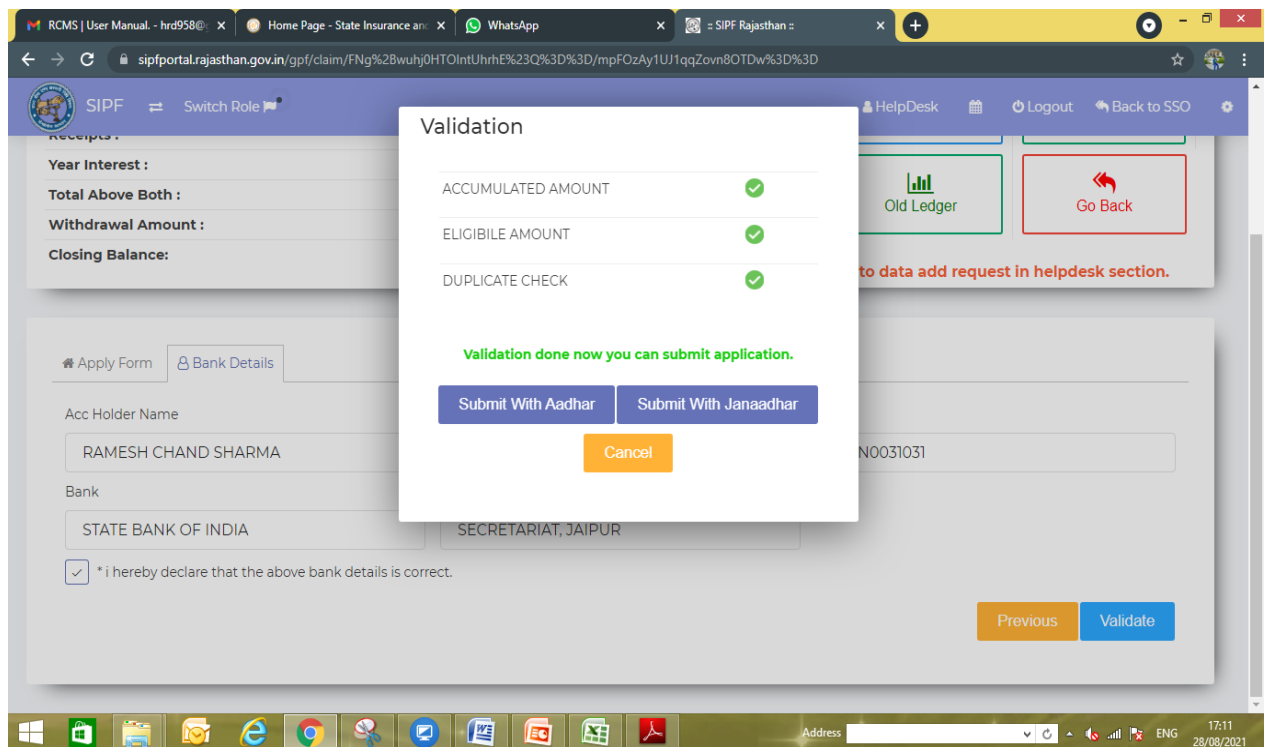 RCMS | User Manual. - hrd958@g
Home Page - State Insurance and
WhatsApp
:: SIPF Rajasthan ::
sipfportal.rajasthan.gov.in/gpf/claim/FNg%2Bwuhj0HTOIntUhrhE%23Q%3D%3D/mpFOzAy1UJ1qqZovn8OTDw%3D%3D
SIPF
Switch Role
HelpDesk
Logout
Back to SSO
Receipts :
Year Interest :
Total Above Both :
Withdrawal Amount :
Closing Balance:
Old Ledger
Go Back
to data add request in helpdesk section.
Validation
ACCUMULATED AMOUNT
ELIGIBILE AMOUNT
DUPLICATE CHECK
Validation done now you can submit application.
Submit With Aadhar
Submit With Janaadhar
Cancel
Apply Form
Bank Details
Acc Holder Name
RAMESH CHAND SHARMA
N0031031
Bank
STATE BANK OF INDIA
SECRETARIAT, JAIPUR
* i hereby declare that the above bank details is correct.
Previous
Validate
Address
ENG
17:11
28/08/2021